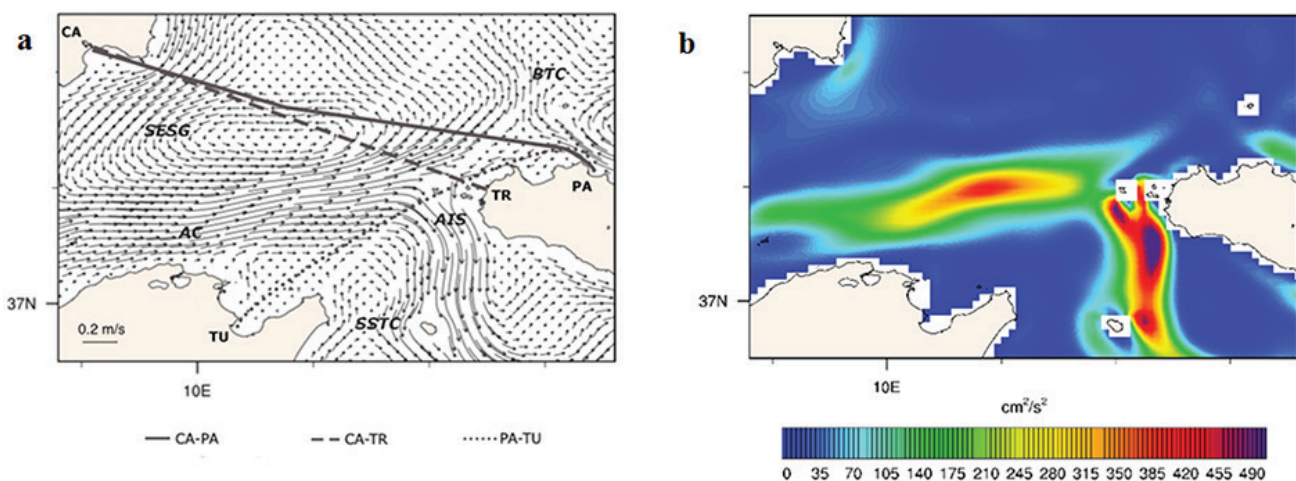 a
CA
BTC
SESG
TR
PA
AIS
AC
37N
SSTC
0.2 m/s
TU
10E
CA-PA CA-TR PA-TU
b
37N
10E
cm²/s²
0 35 70 105 140 175 210 245 280 315 350 385 420 455 490